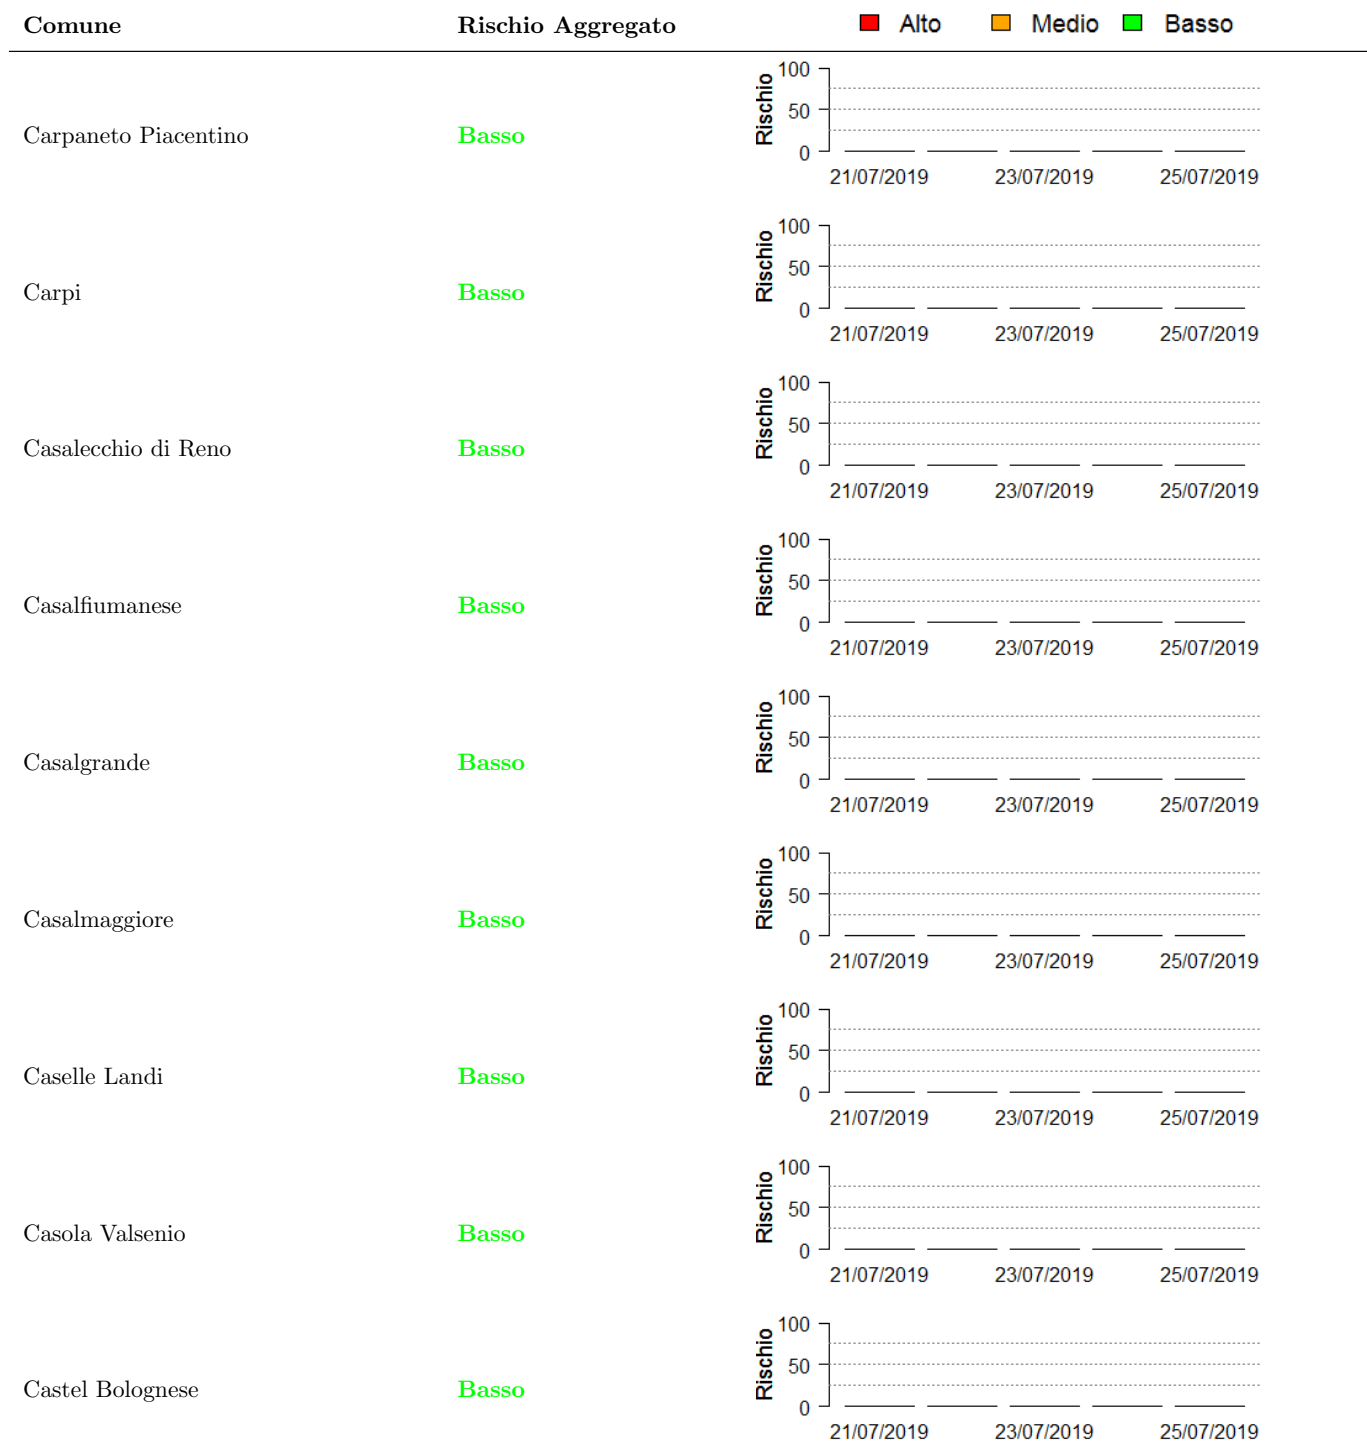 Comune Rischio Aggregato Alto Medio Basso
100
50
0
Rischio
Carpaneto Piacentino Basso
21/07/2019 23/07/2019 25/07/2019
100
50
0
Rischio
Carpi Basso
21/07/2019 23/07/2019 25/07/2019
100
50
0
Rischio
Casalecchio di Reno Basso
21/07/2019 23/07/2019 25/07/2019
100
50
0
Rischio
Casalfiumanese Basso
21/07/2019 23/07/2019 25/07/2019
100
50
0
Rischio
Casalgrande Basso
21/07/2019 23/07/2019 25/07/2019
100
50
0
Rischio
Casalmaggiore Basso
21/07/2019 23/07/2019 25/07/2019
100
50
0
Rischio
Caselle Landi Basso
21/07/2019 23/07/2019 25/07/2019
100
50
0
Rischio
Casola Valsenio Basso
21/07/2019 23/07/2019 25/07/2019
100
50
0
Rischio
Castel Bolognese Basso
21/07/2019 23/07/2019 25/07/2019